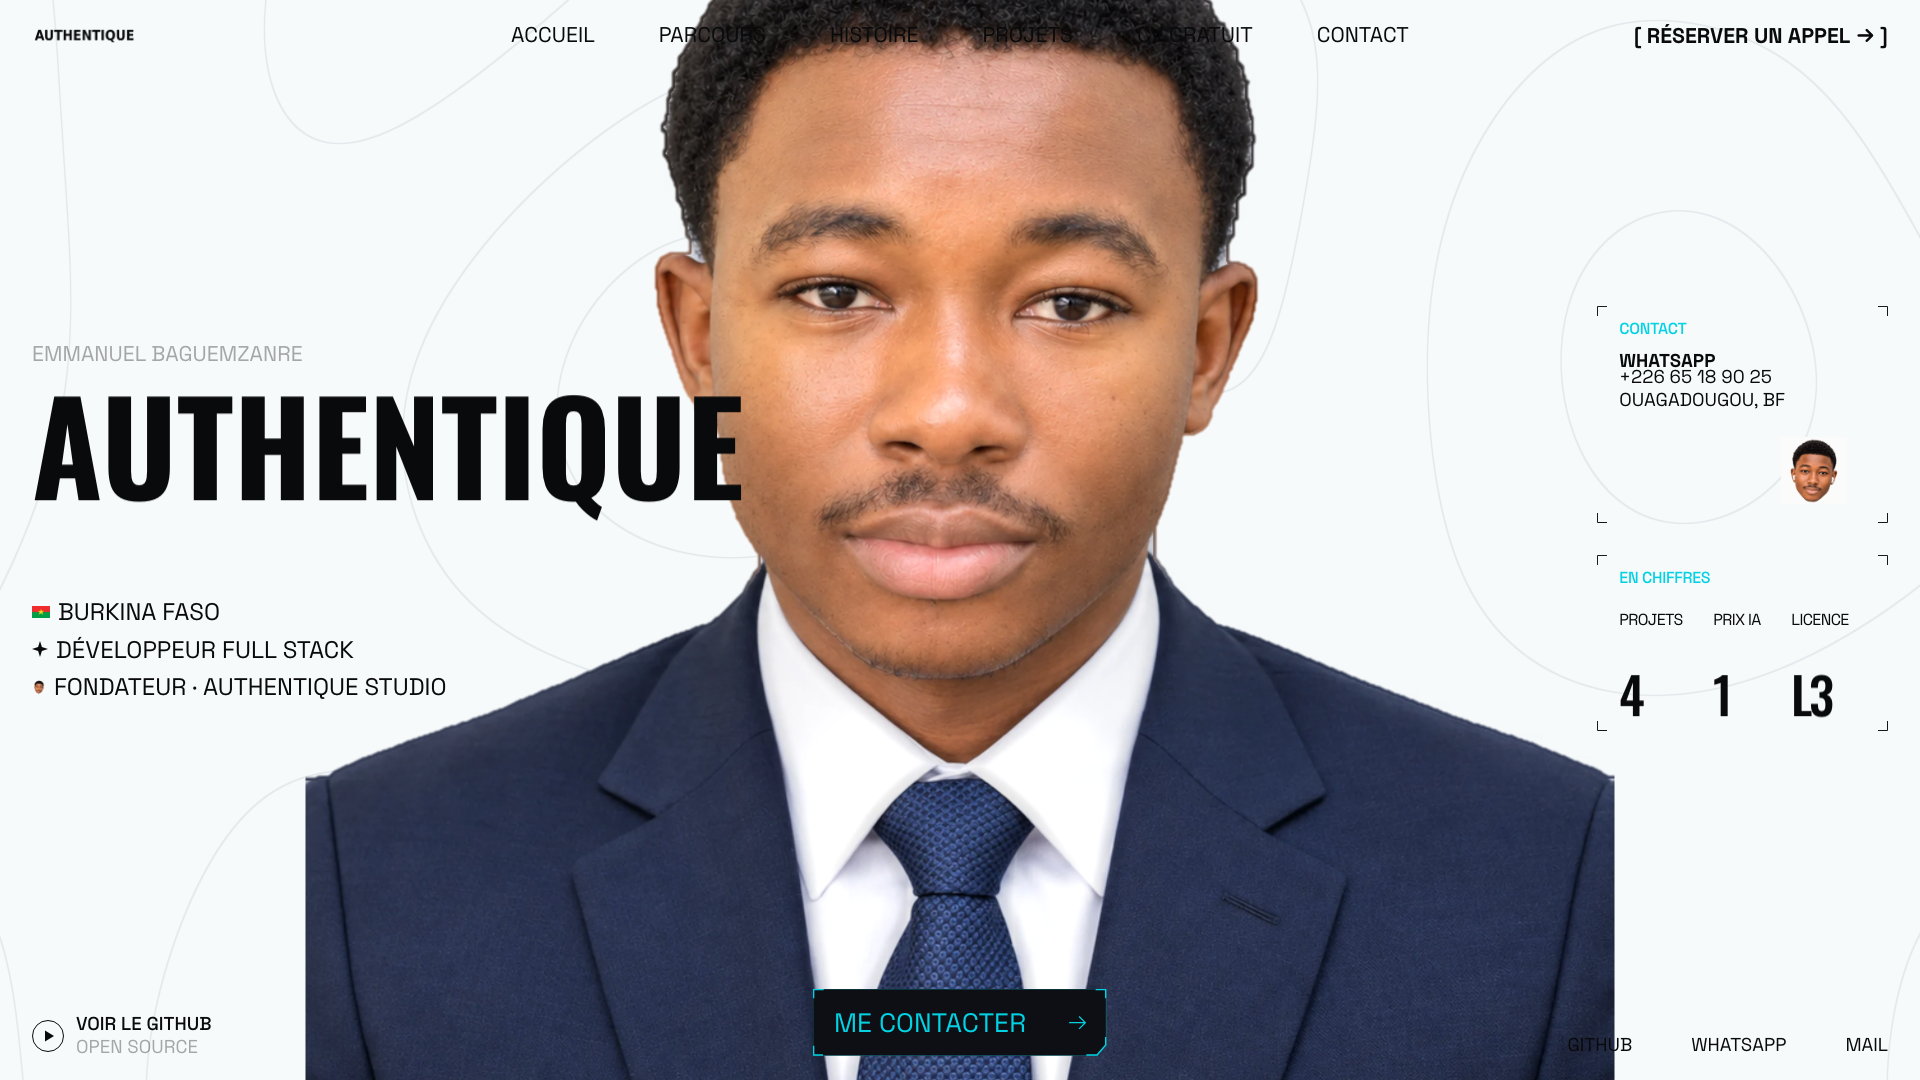 AUTHENTIQUE
ACCUEIL
PARCOURS
HISTOIRE
PROJETS
GRATUIT
CONTACT
[ RÉSERVER UN APPEL → ]
EMMANUEL BAGUEMZANRE
AUTHENTIQUE
BURKINA FASO
DÉVELOPPEUR FULL STACK
FONDATEUR · AUTHENTIQUE STUDIO
CONTACT
WHATSAPP
+226 65 18 90 25
OUAGADOUGOU, BF
EN CHIFFRES
PROJETS PRIX IA LICENCE
4 1 L3
VOIR LE GITHUB
OPEN SOURCE
ME CONTACTER →
GITHUB
WHATSAPP
MAIL